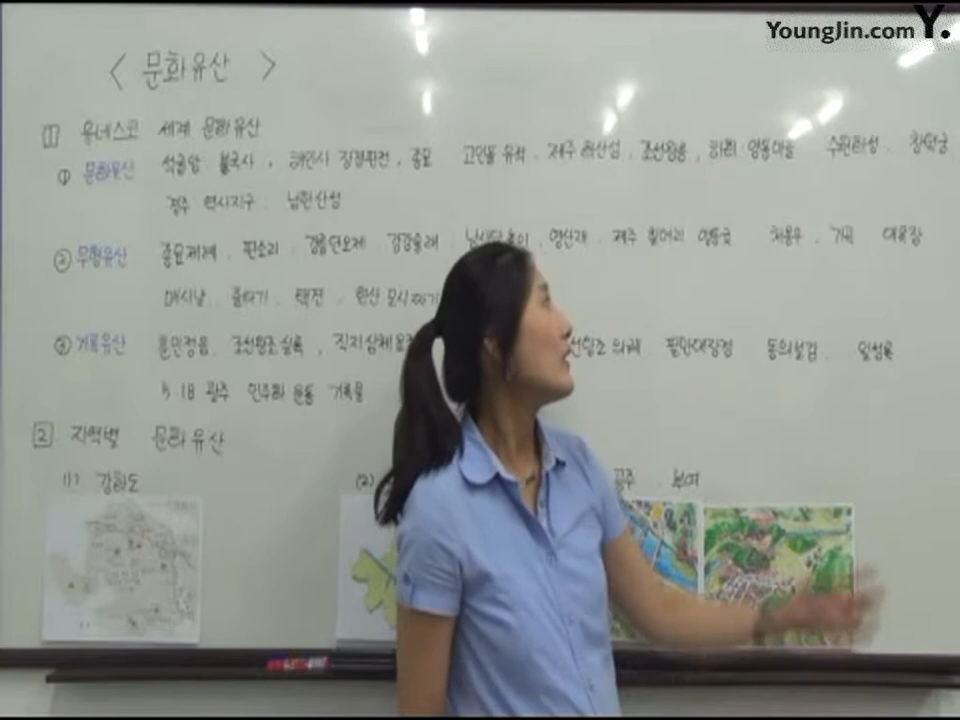 YoungJin.com Y.
< 문화유산 >
1 유네스코 세계 문화유산
① 문화유산 석굴암 불국사, 해인사 장경판전, 종묘 고인돌 유적, 제주 화산섬, 조선왕릉, 하회 양동마을 수원화성, 창덕궁
경주 역사지구 남한산성
② 무형유산 종묘제례, 판소리, 강릉단오제 강강술래, 영산재, 제주 칠머리 영등굿 처용무, 가곡 대목장
매사냥, 줄타기, 택견, 한산 모시짜기
③ 기록유산 훈민정음, 조선왕조실록, 직지심체요절 의궤 팔만대장경 동의보감, 일성록
5.18 광주 민주화 운동 기록물
2 지역별 문화유산
(1) 강화도
(2) 공주, 부여